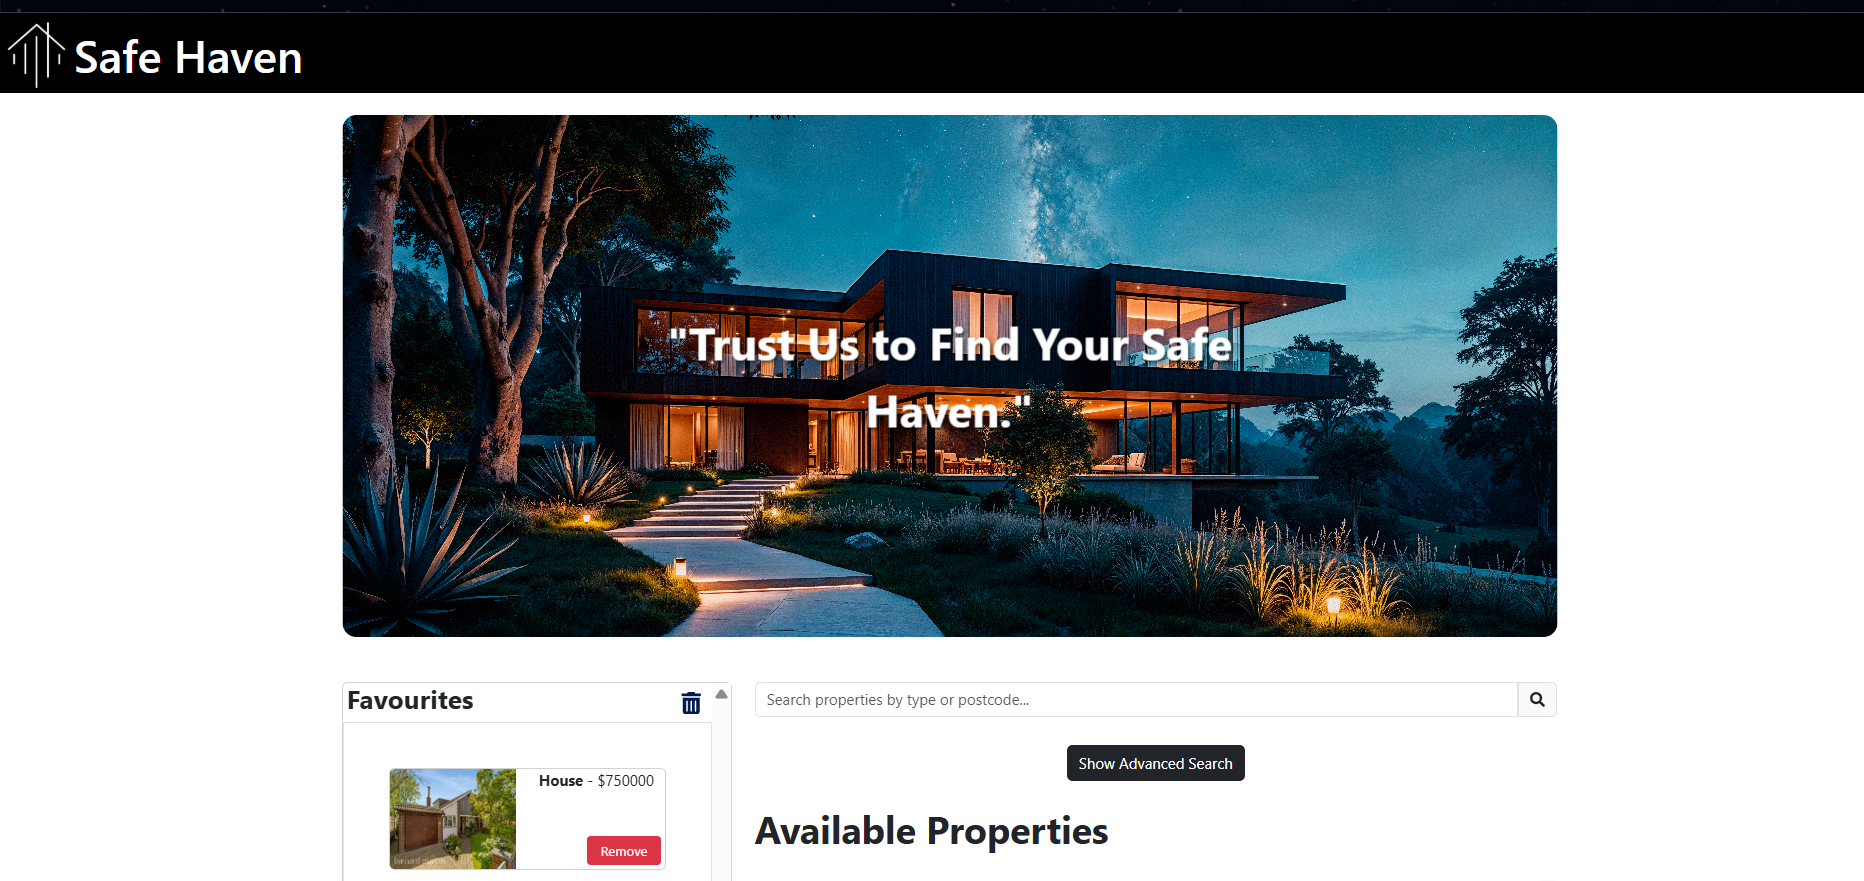 Safe Haven
"Trust Us to Find Your Safe
Haven."
Favourites
Search properties by type or postcode...
Show Advanced Search
House - $750000
Remove
Available Properties